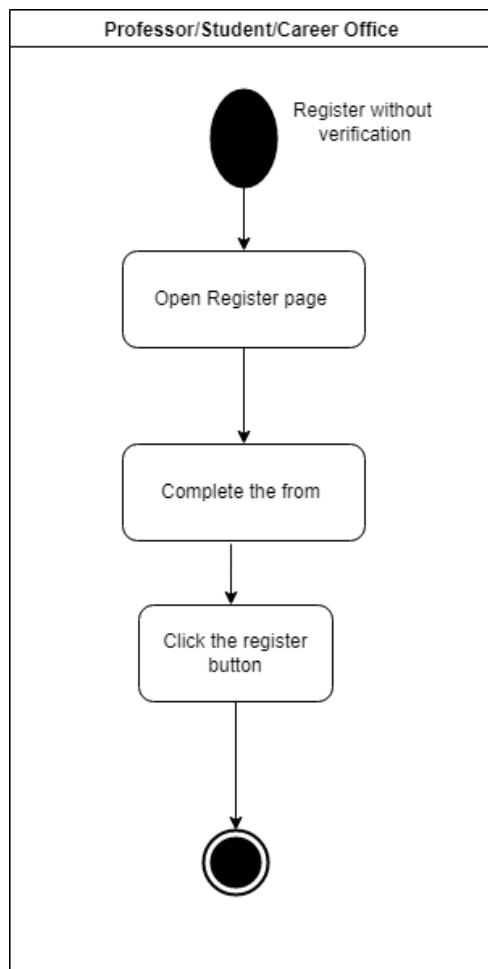 Professor/Student/Career Office
Register without
verification
Open Register page
Complete the from
Click the register
button